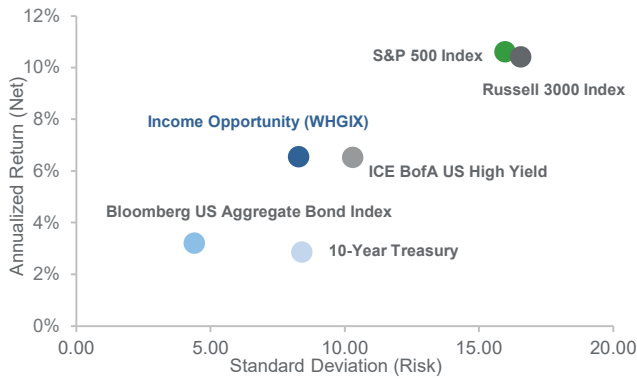 12%
S&P 500 Index
10%
Russell 3000 Index
8%
Income Opportunity (WHGIX)
6%
ICE BofA US High Yield
Bloomberg US Aggregate Bond Index
4%
10-Year Treasury
2%
0%
Annualized Return (Net)
0.00 5.00 10.00 15.00 20.00
Standard Deviation (Risk)